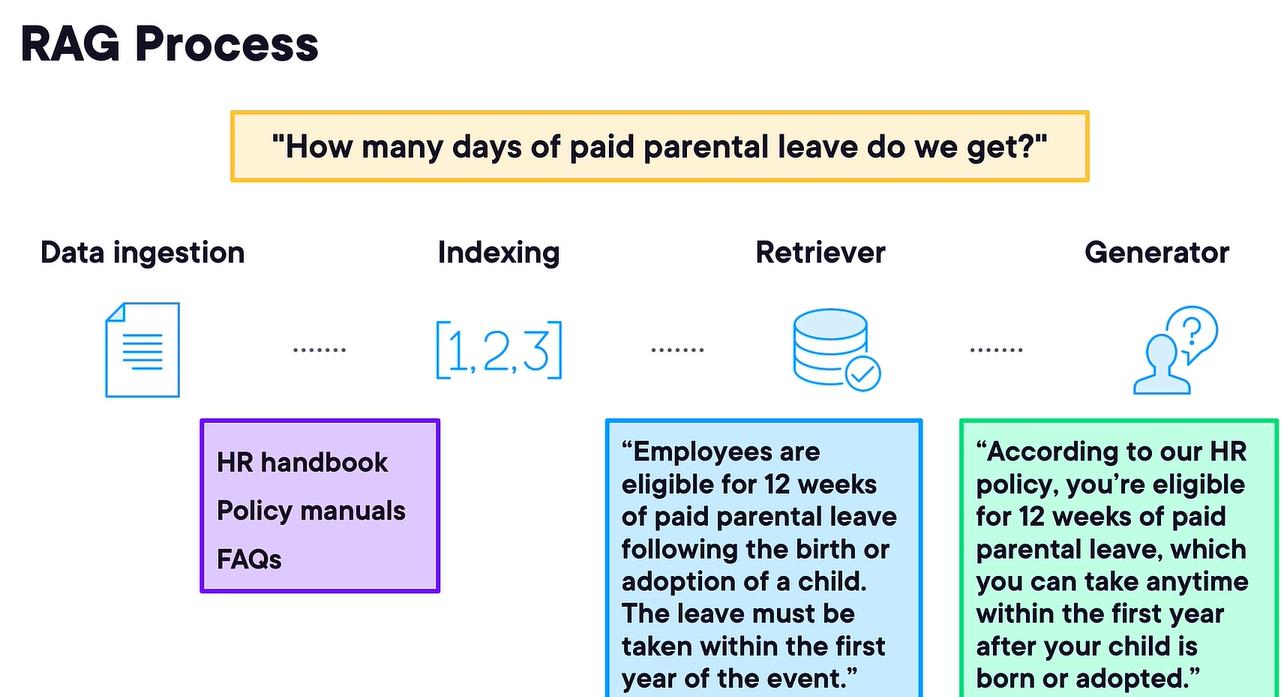 RAG Process
"How many days of paid parental leave do we get?"
Data ingestion
Indexing
Retriever
Generator
[1,2,3]
?
HR handbook
Policy manuals
FAQs
“Employees are
eligible for 12 weeks
of paid parental leave
following the birth or
adoption of a child.
The leave must be
taken within the first
year of the event.”
“According to our HR
policy, you’re eligible
for 12 weeks of paid
parental leave, which
you can take anytime
within the first year
after your child is
born or adopted.”